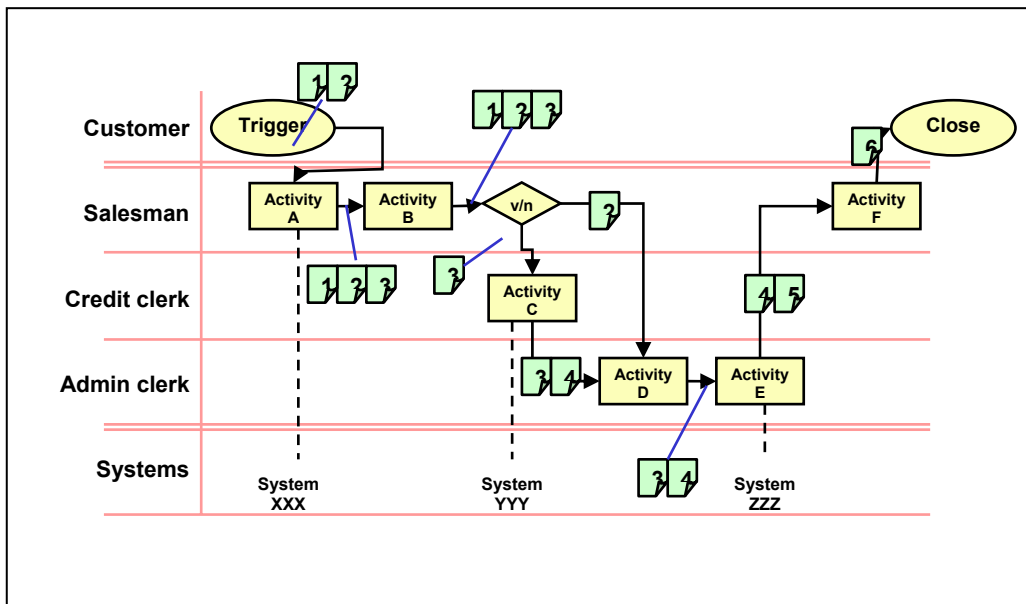 1 2
1 2 3
Customer
Trigger
6
Close
Salesman
Activity
A
Activity
B
v/n
2
Activity
F
1 2 3
3
Credit clerk
Activity
C
4 5
Admin clerk
3 4
Activity
D
Activity
E
Systems
3 4
System
XXX
System
YYY
System
ZZZ